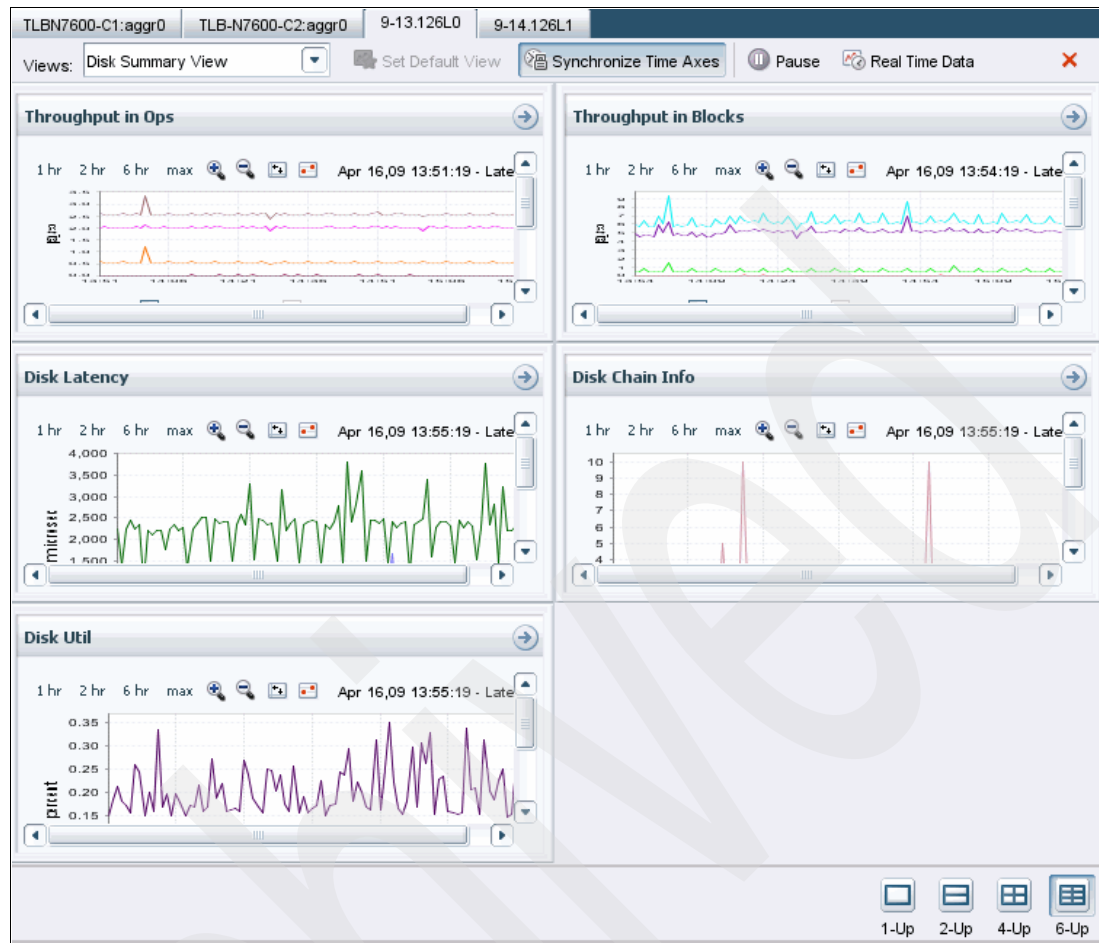 TLBN7600-C1:aggr0 TLB-N7600-C2:aggr0 9-13.126L0 9-14.126L1
Views: Disk Summary View Set Default View Synchronize Time Axes Pause Real Time Data
Throughput in Ops
1 hr 2 hr 6 hr max Apr 16,09 13:51:19 - Late
Throughput in Blocks
1 hr 2 hr 6 hr max Apr 16,09 13:54:19 - Late
Disk Latency
1 hr 2 hr 6 hr max Apr 16,09 13:55:19 - Late
4,000
3,500
3,000
2,500
2,000
1,500
microsec
Disk Chain Info
1 hr 2 hr 6 hr max Apr 16,09 13:55:19 - Late
10
9
8
7
6
5
4
Disk Util
1 hr 2 hr 6 hr max Apr 16,09 13:55:19 - Late
0.35
0.30
0.25
0.20
0.15
1-Up 2-Up 4-Up 6-Up